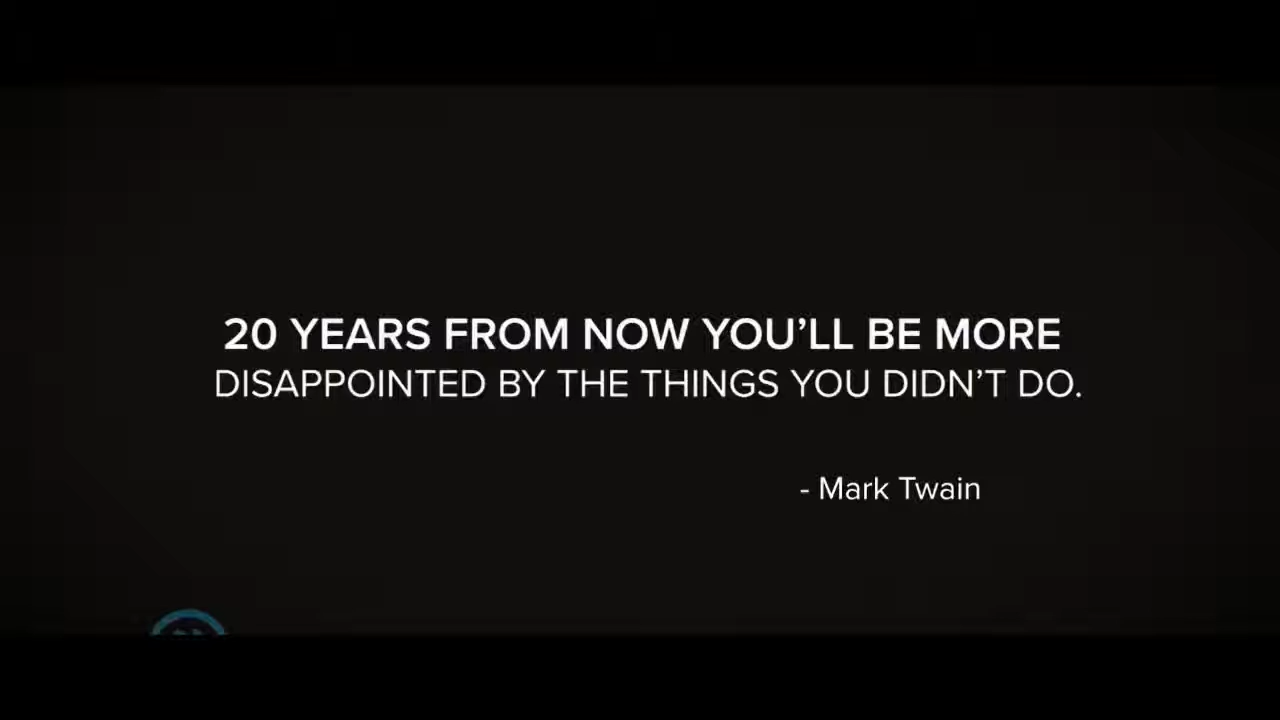 20 YEARS FROM NOW YOU’LL BE MORE
DISAPPOINTED BY THE THINGS YOU DIDN’T DO.
- Mark Twain